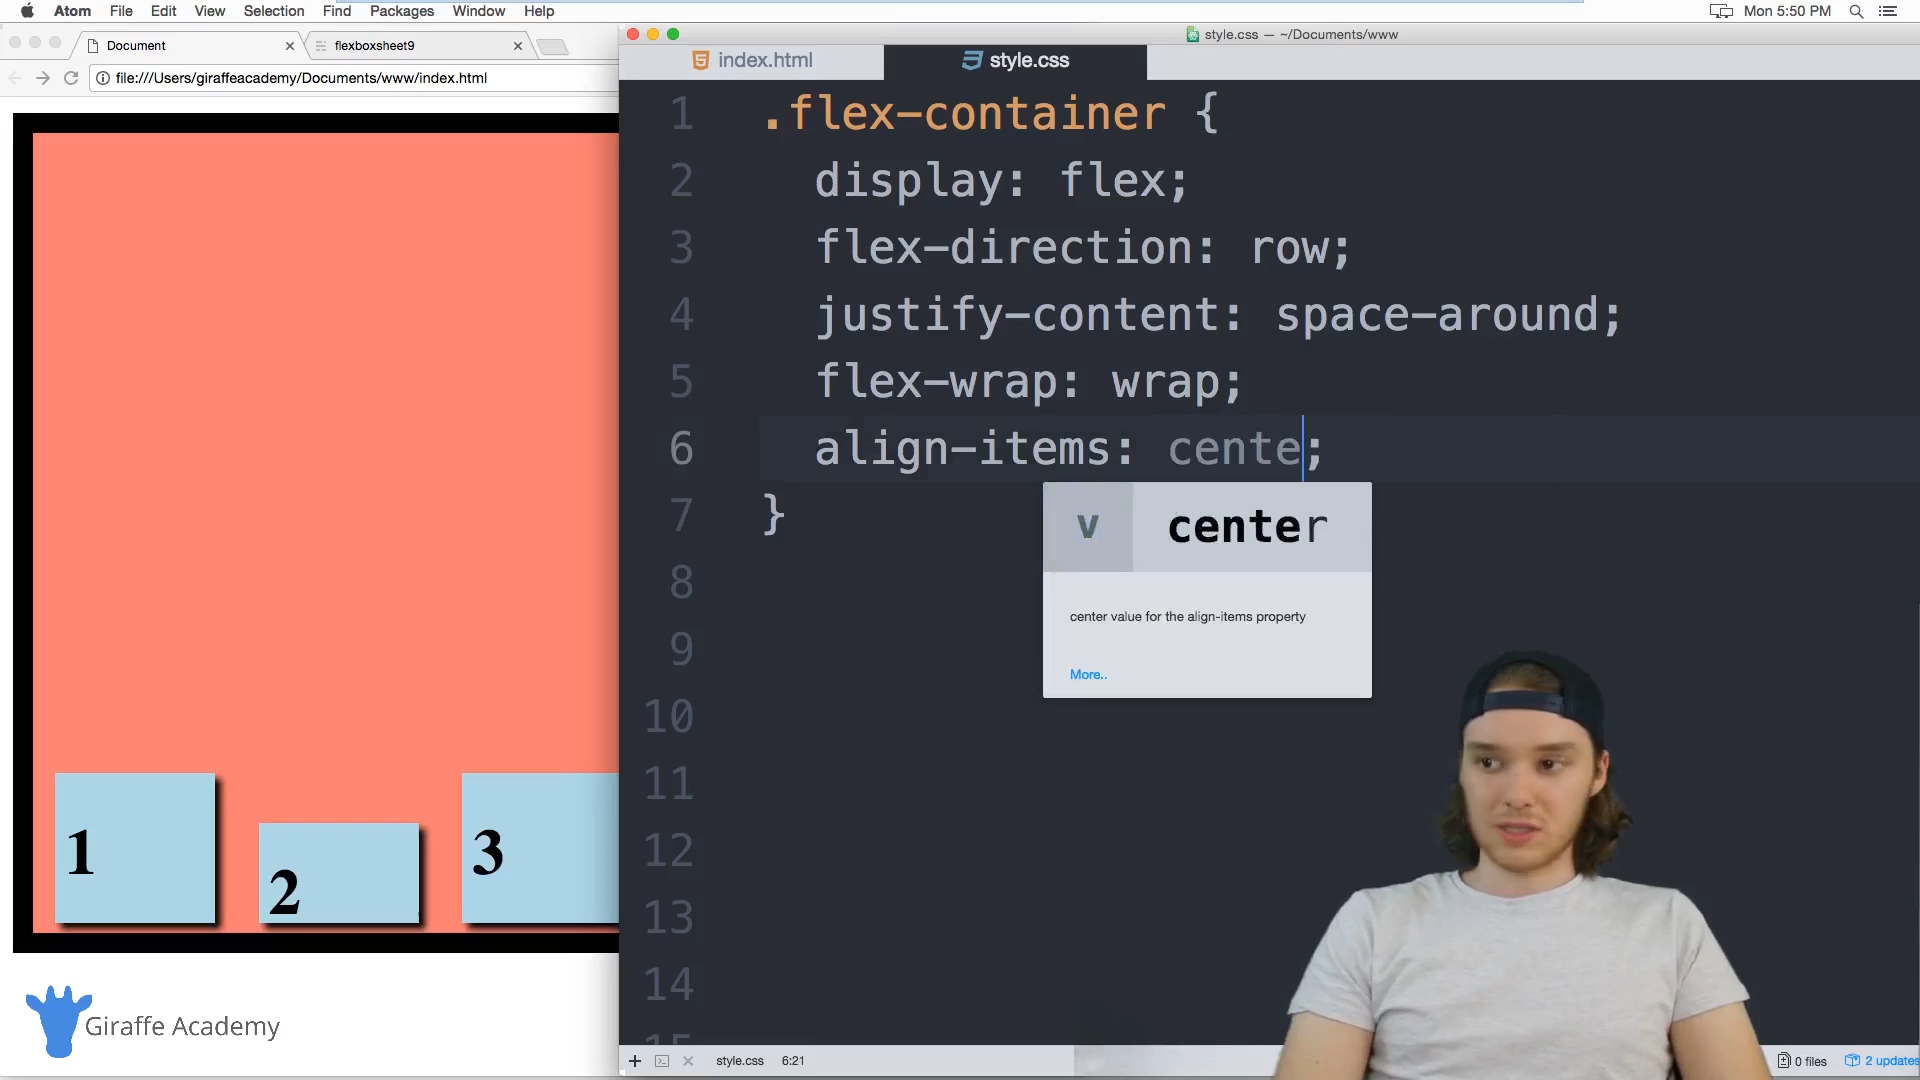 Atom File Edit View Selection Find Packages Window Help Mon 5:50 PM
Document flexboxsheet9
style.css — ~/Documents/www
file:///Users/giraffeacademy/Documents/www/index.html
index.html style.css
1 .flex-container {
2 display: flex;
3 flex-direction: row;
4 justify-content: space-around;
5 flex-wrap: wrap;
6 align-items: cente;
7 }
8
9
10
11
12
13
14
v center
center value for the align-items property
More..
1
2
3
Giraffe Academy
style.css 6:21
0 files 2 updates